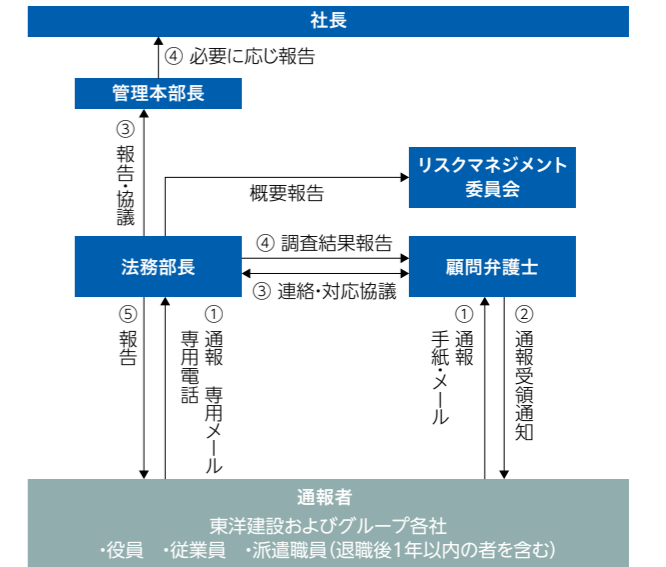 社長
④ 必要に応じ報告
管理本部長
③ 報告・協議
リスクマネジメント
委員会
概要報告
法務部長
④ 調査結果報告
顧問弁護士
③ 連絡・対応協議
⑤ 報告
① 通報 専用メール
専用電話
① 通報
手紙・メール
② 通報受領通知
通報者
東洋建設およびグループ各社
・役員 ・従業員 ・派遣職員(退職後1年以内の者を含む)